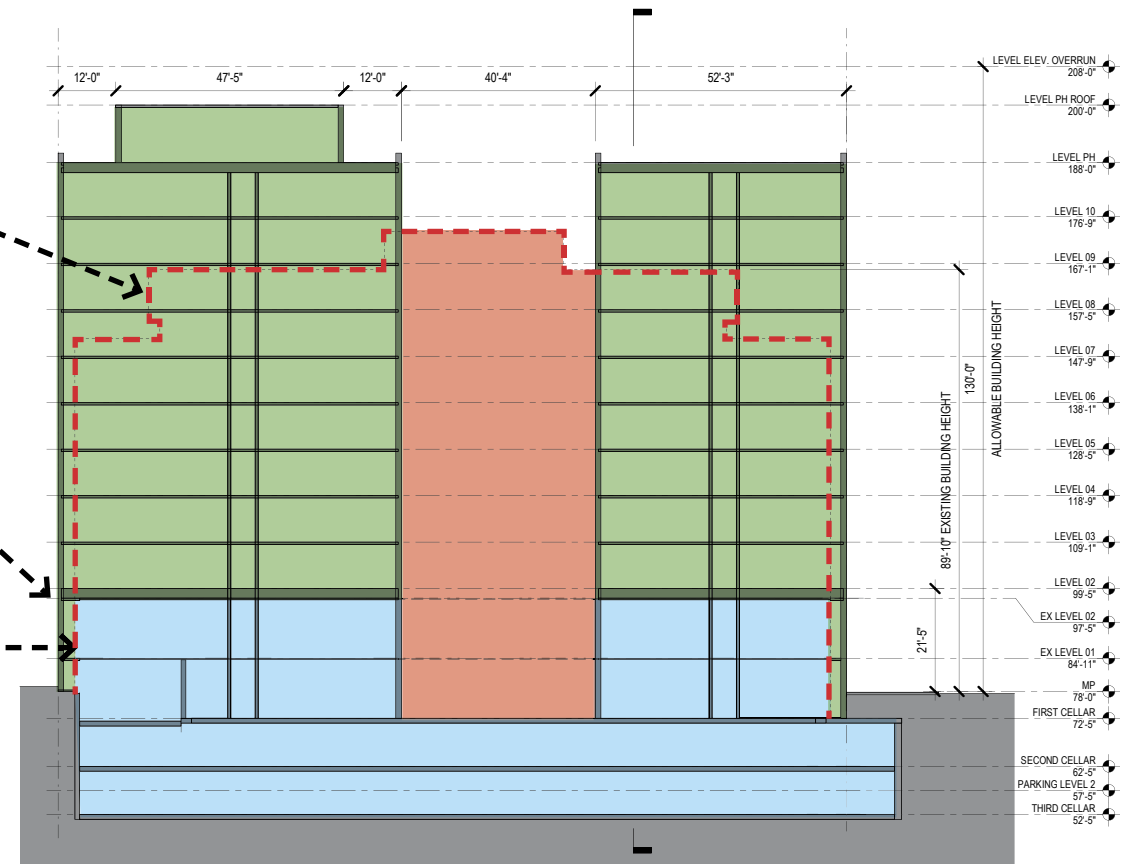 12'-0"
47'-5"
12'-0"
40'-4"
52'-3"
LEVEL ELEV. OVERRUN
208'-0"
LEVEL PH ROOF
200'-0"
LEVEL PH
188'-0"
LEVEL 10
176'-9"
LEVEL 09
167'-1"
LEVEL 08
157'-5"
LEVEL 07
147'-9"
LEVEL 06
138'-1"
LEVEL 05
128'-5"
LEVEL 04
118'-9"
LEVEL 03
109'-1"
LEVEL 02
99'-5"
EX LEVEL 02
97'-5"
EX LEVEL 01
84'-11"
MP
78'-0"
FIRST CELLAR
72'-5"
SECOND CELLAR
62'-5"
PARKING LEVEL 2
57'-5"
THIRD CELLAR
52'-5"
21'-5"
89'-10" EXISTING BUILDING HEIGHT
130'-0"
ALLOWABLE BUILDING HEIGHT